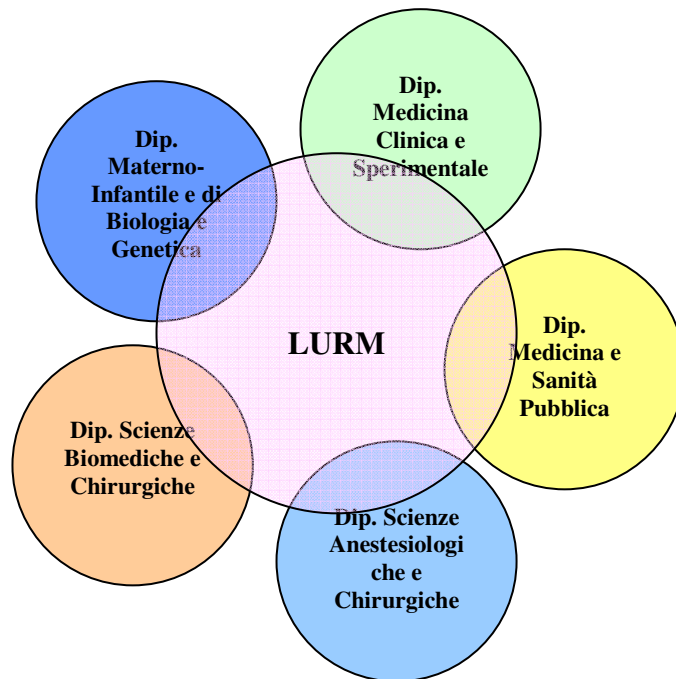 Dip.
Medicina
Clinica e
Sperimentale
Dip.
Materno-
Infantile e di
Biologia e
Genetica
LURM
Dip.
Medicina e
Sanità
Pubblica
Dip. Scienze
Biomediche e
Chirurgiche
Dip. Scienze
Anestesiologi
che e
Chirurgiche